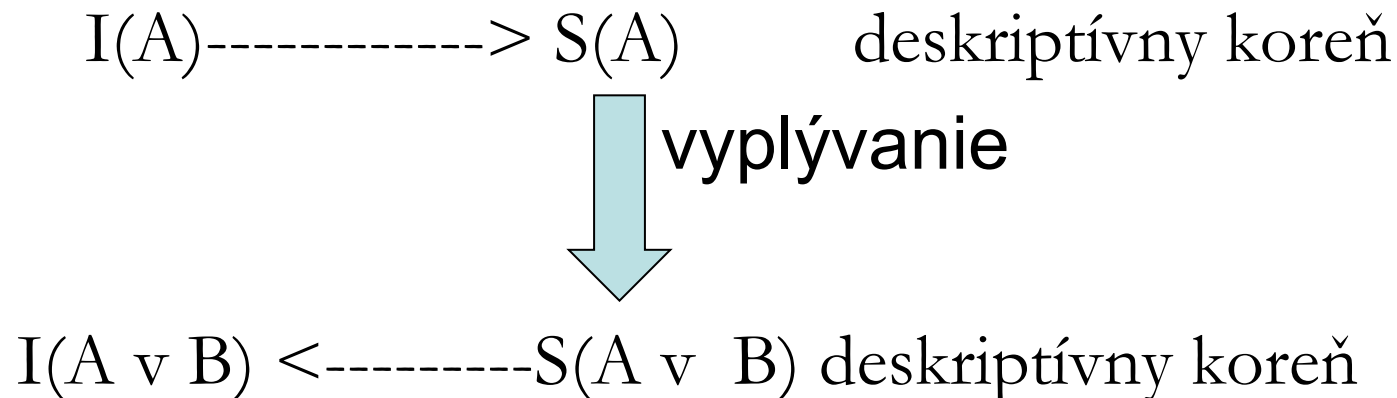 I(A)------------> S(A) deskriptívny koreň
vyplývanie
I(A v B) <---------S(A v B) deskriptívny koreň